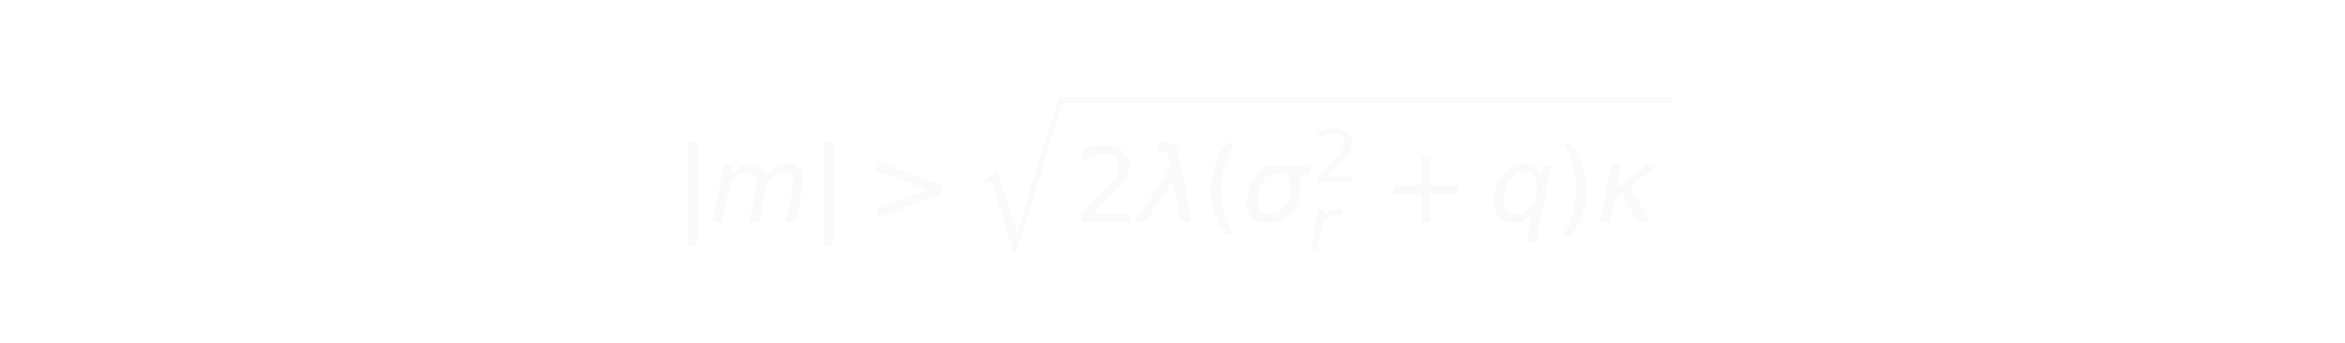 |m| > √2λ(σ_r^2 + q)κ